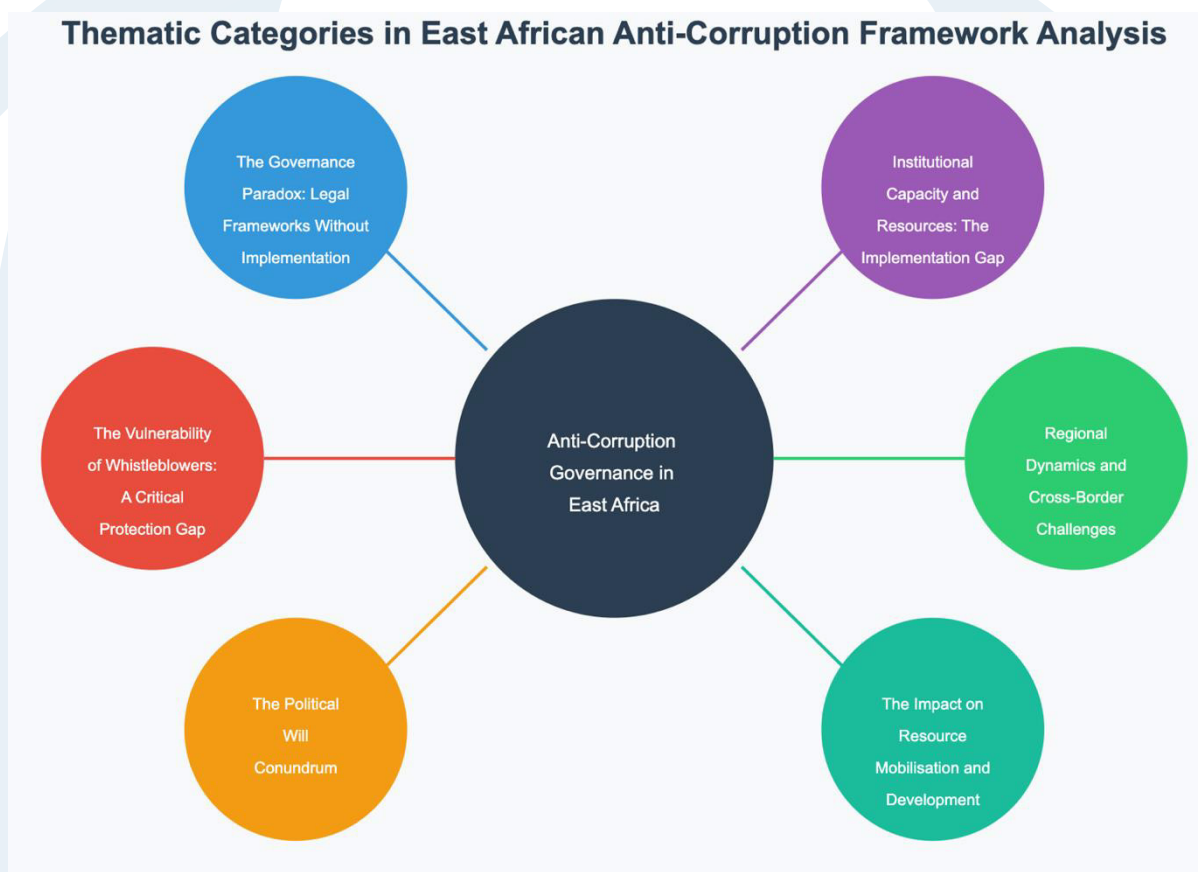 Thematic Categories in East African Anti-Corruption Framework Analysis
The Governance
Paradox: Legal
Frameworks Without
Implementation
Institutional
Capacity and
Resources: The
Implementation Gap
The Vulnerability
of Whistleblowers:
A Critical
Protection Gap
Anti-Corruption
Governance in
East Africa
Regional
Dynamics and
Cross-Border
Challenges
The Political
Will
Conundrum
The Impact on
Resource
Mobilisation and
Development